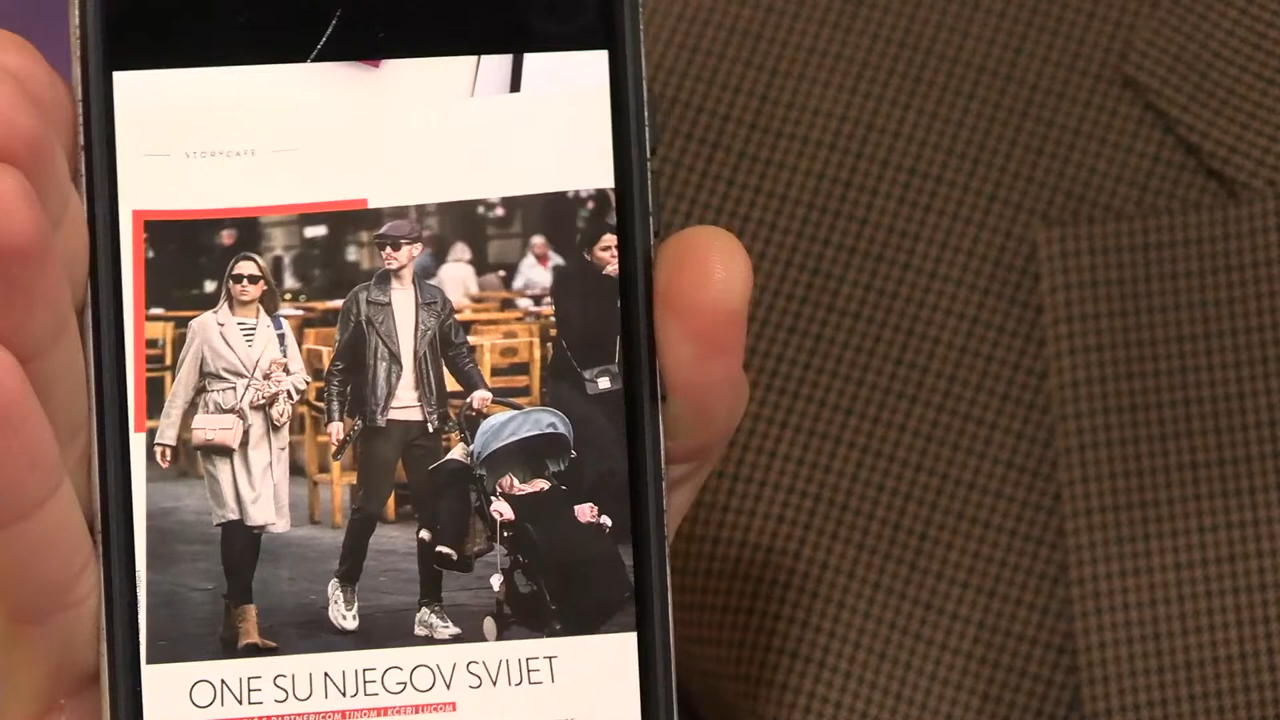 STORYCAFE
ONE SU NJEGOV SVIJET
S PARTNERICOM TINOM I KĆERI LUCOM